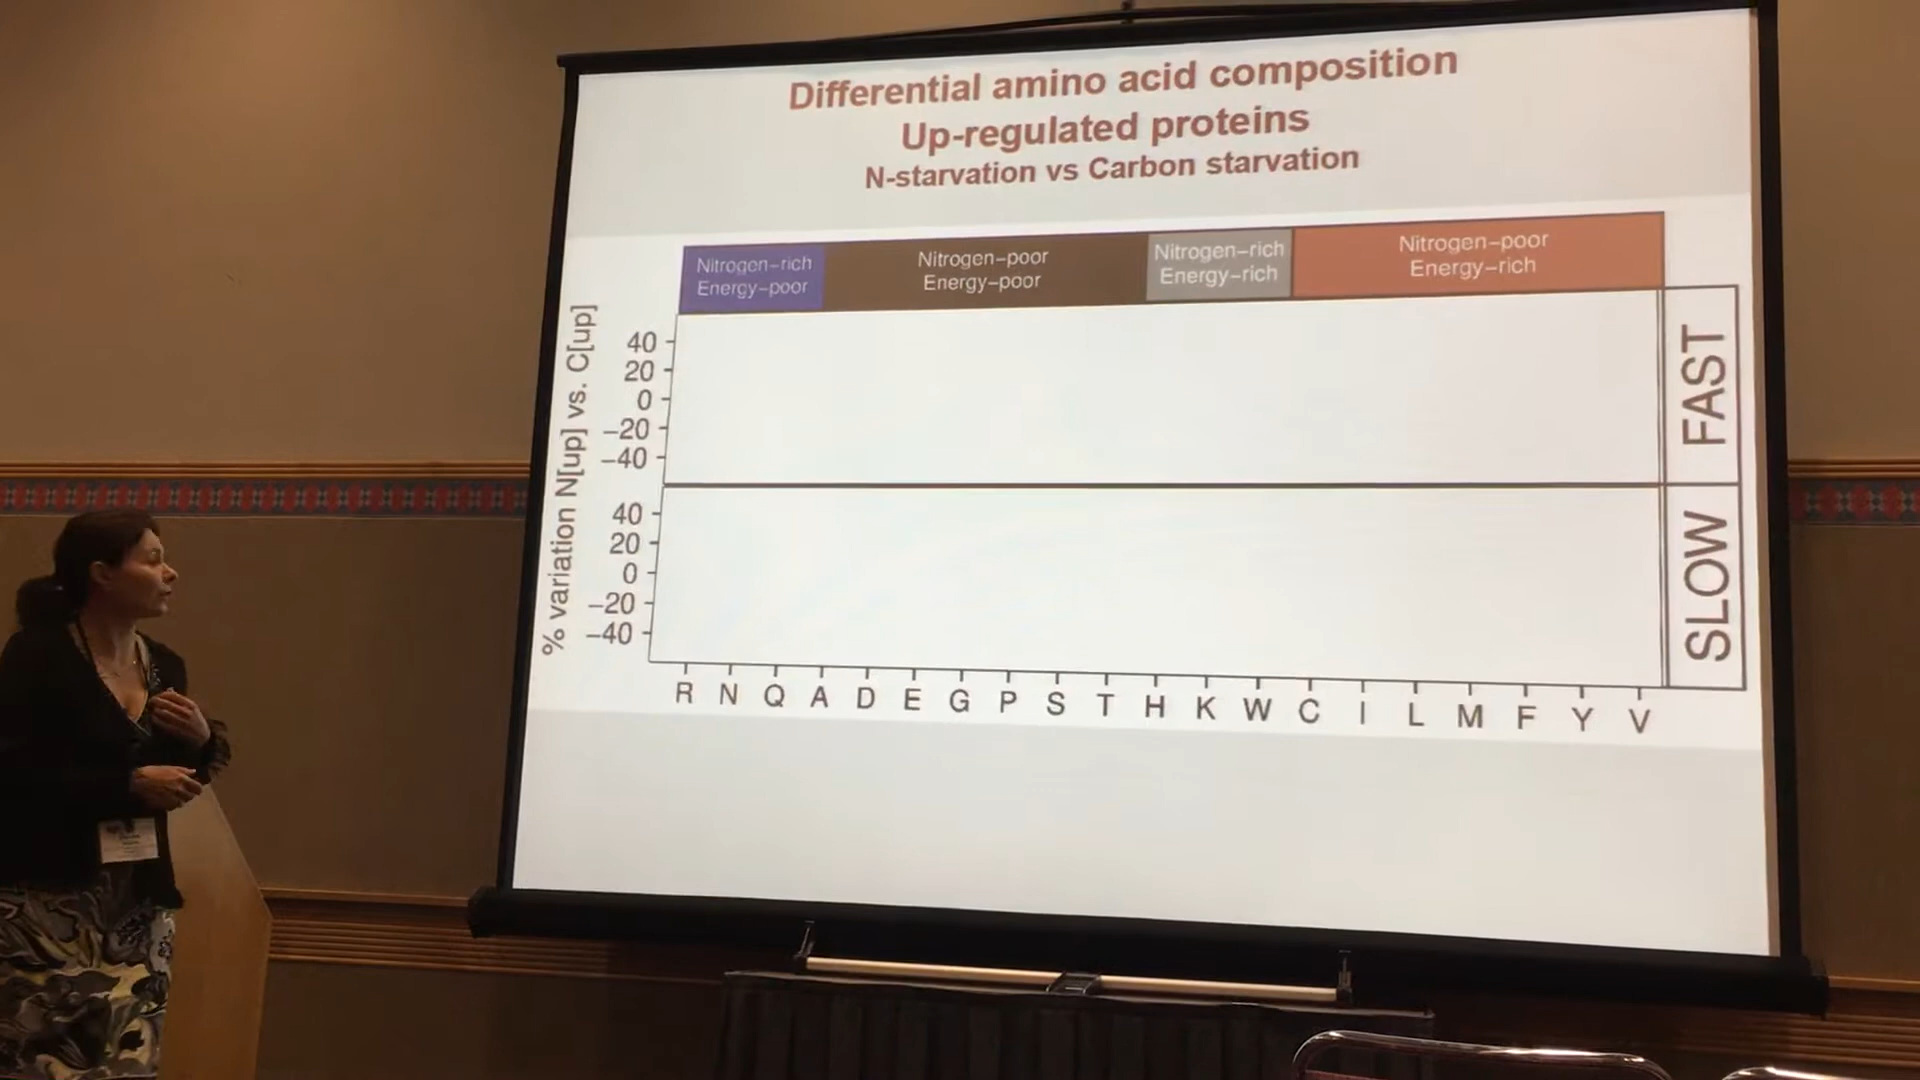 Differential amino acid composition
Up-regulated proteins
N-starvation vs Carbon starvation
Nitrogen–rich
Energy–poor
Nitrogen–poor
Energy–poor
Nitrogen–rich
Energy–rich
Nitrogen–poor
Energy–rich
% variation N[up] vs. C[up]
40
20
0
−20
−40
FAST
40
20
0
−20
−40
SLOW
R N Q A D E G P S T H K W C I L M F Y V